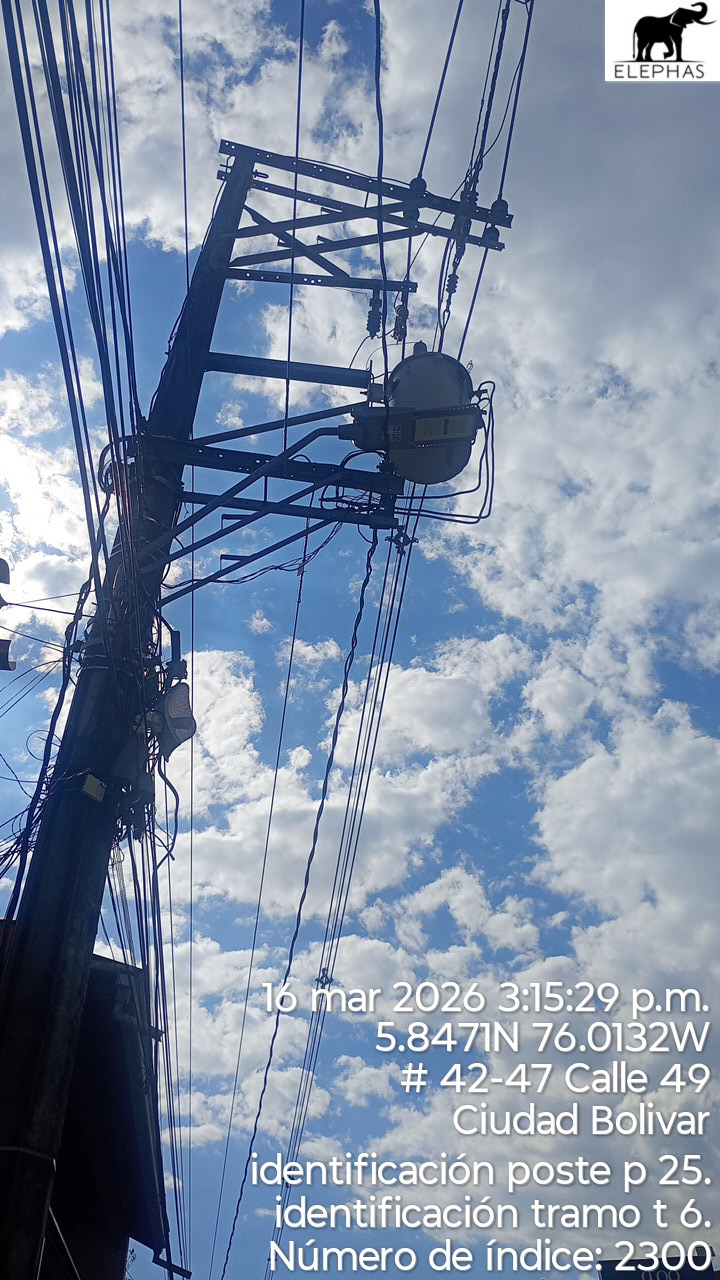 ELEPHAS
16 mar 2026 3:15:29 p.m.
5.8471N 76.0132W
# 42-47 Calle 49
Ciudad Bolivar
identificación poste p 25.
identificación tramo t 6.
Número de índice: 2300